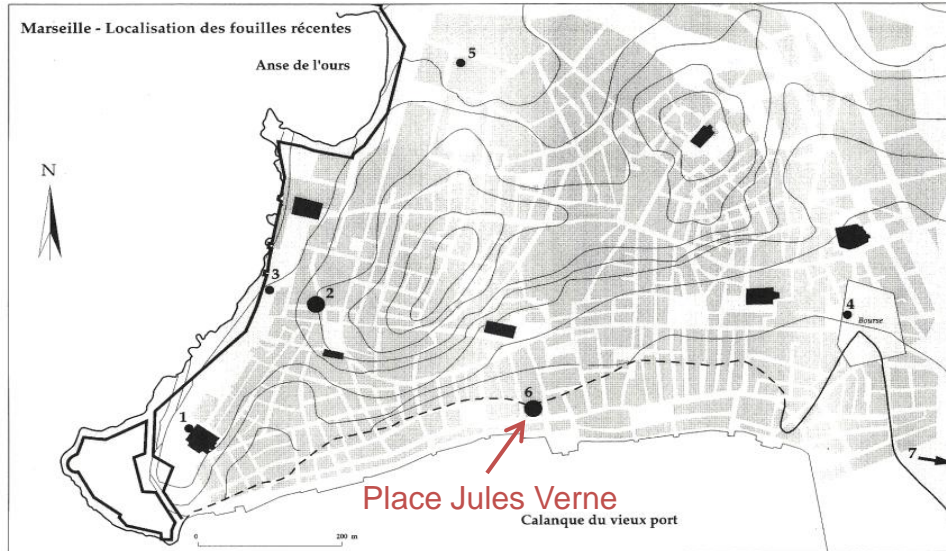 Marseille - Localisation des fouilles récentes
Anse de l'ours
5
N
3
2
4
Bourse
6
1
7
Place Jules Verne
Calanque du vieux port
0
200 m